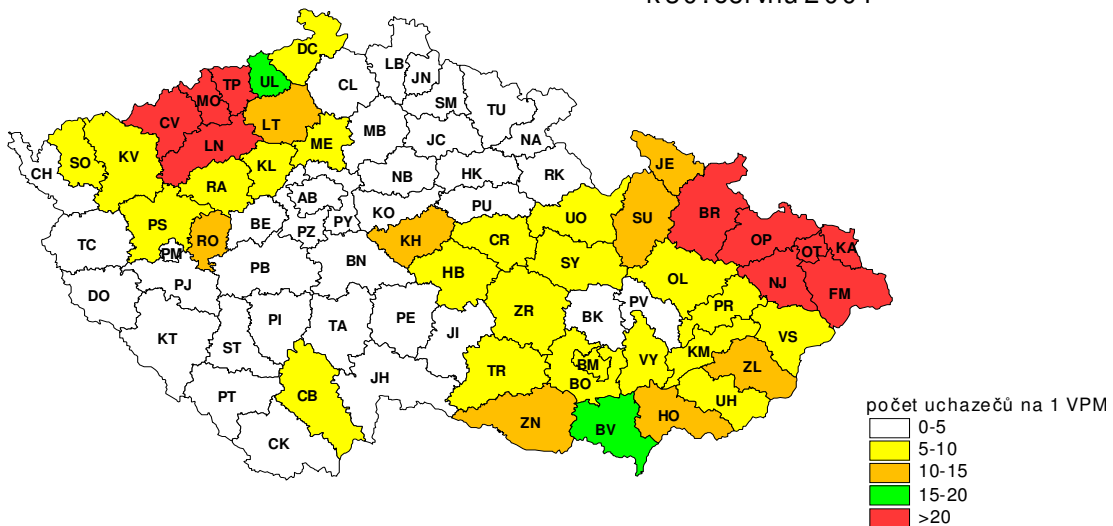 DC
LB
JN
TP
UL
CL
MO
SM
TU
CV
LT
MB
JC
NA
LN
ME
SO
KV
KL
JE
CH
RA
NB
HK
RK
AB
KO
PU
PS
BE
PY
UO
SU
BR
RO
PZ
KH
CR
TC
PM
OP
OT
KA
PB
BN
HB
SY
OL
NJ
FM
DO
PJ
PR
ZR
PV
KT
PI
TA
PE
JI
BK
VS
ST
KM
VY
BM
ZL
TR
BO
JH
PT
CB
UH
ZN
BV
HO
CK
počet uchazečů na 1 VPM
0-5
5-10
10-15
15-20
>20